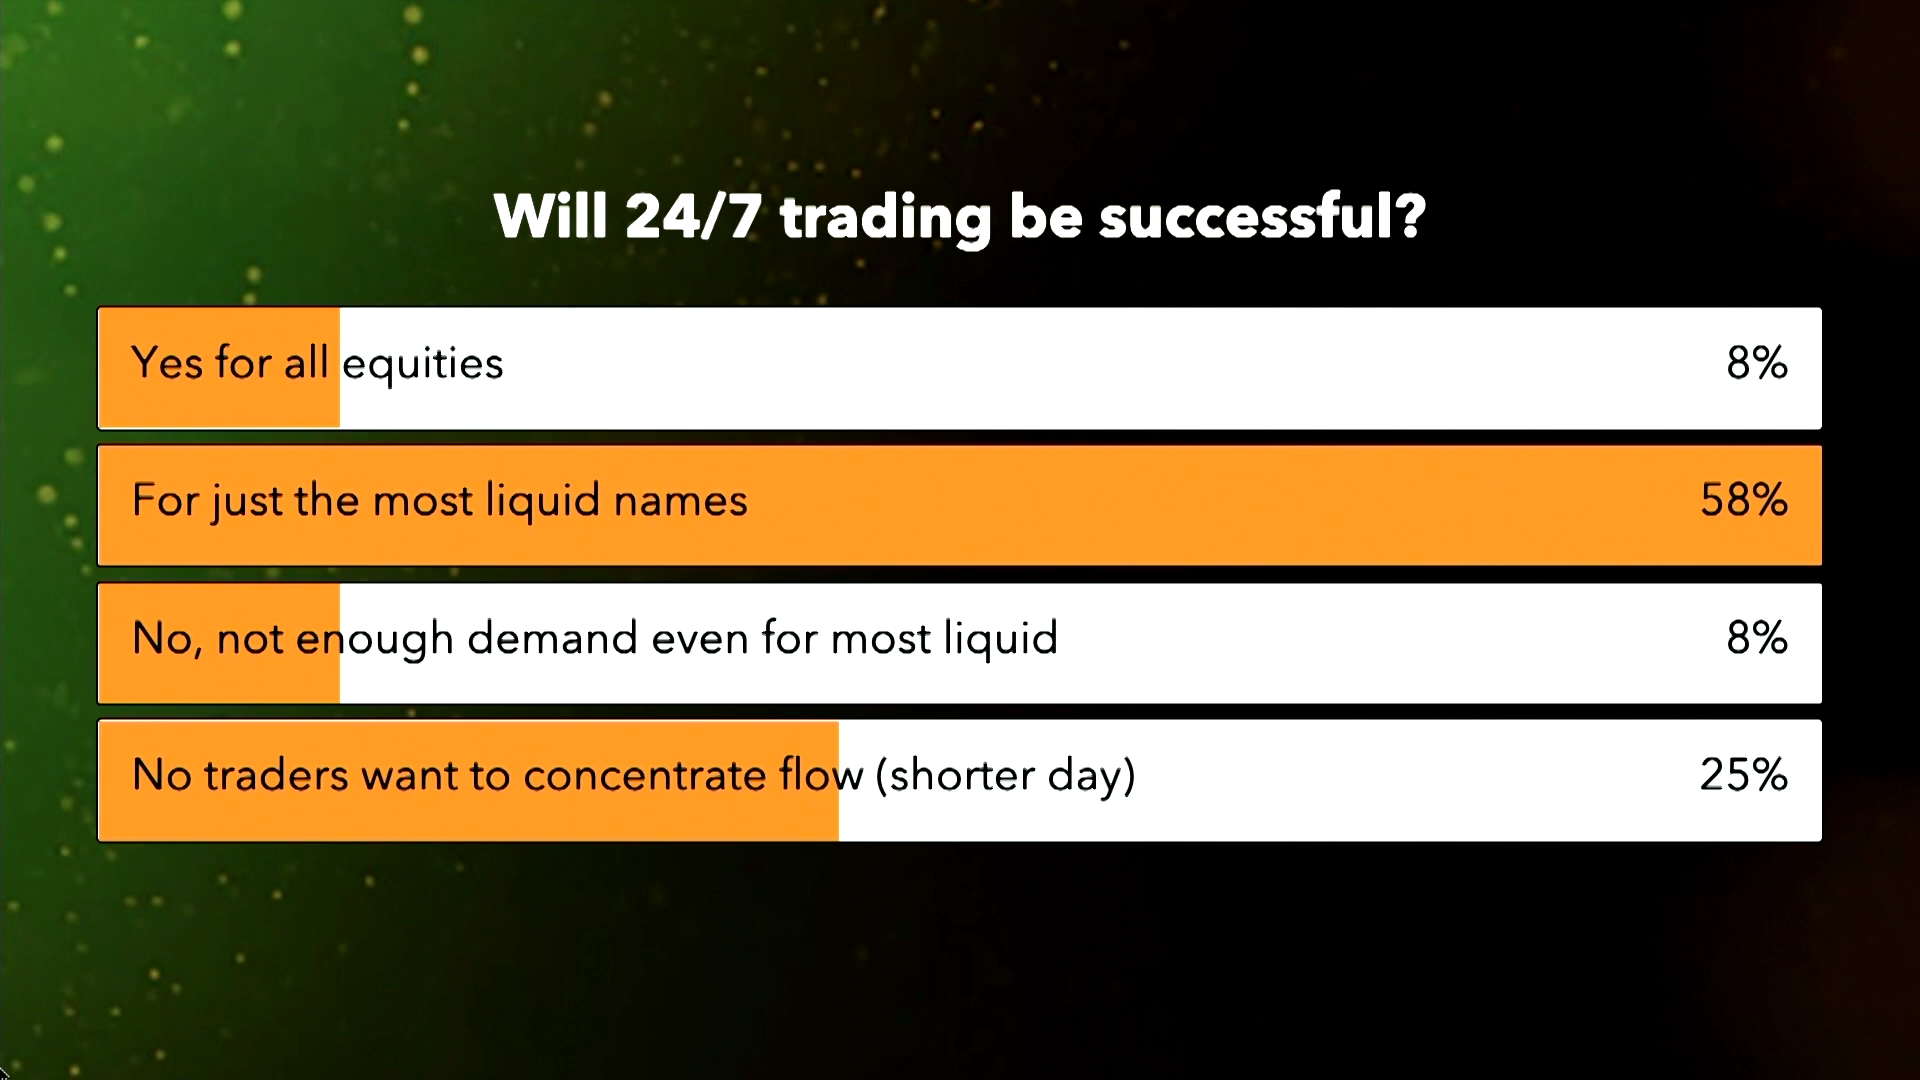 Will 24/7 trading be successful?
Yes for all equities 8%
For just the most liquid names 58%
No, not enough demand even for most liquid 8%
No traders want to concentrate flow (shorter day) 25%